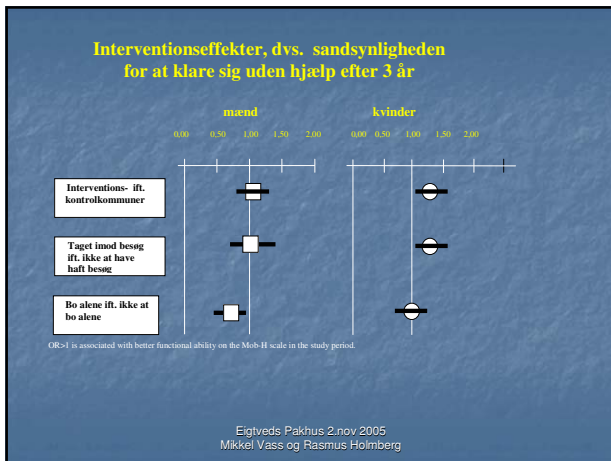 Interventionseffekter, dvs. sandsynligheden
for at klare sig uden hjælp efter 3 år
mænd
kvinder
0,00 0,50 1,00 1,50 2,00
0,00 0,50 1,00 1,50 2,00
Interventions- ift.
kontrolkommuner
Taget imod besøg
ift. ikke at have
haft besøg
Bo alene ift. ikke at
bo alene
OR>1 is associated with better functional ability on the Mob-H scale in the study period.
Eigtveds Pakhus 2.nov 2005
Mikkel Vass og Rasmus Holmberg